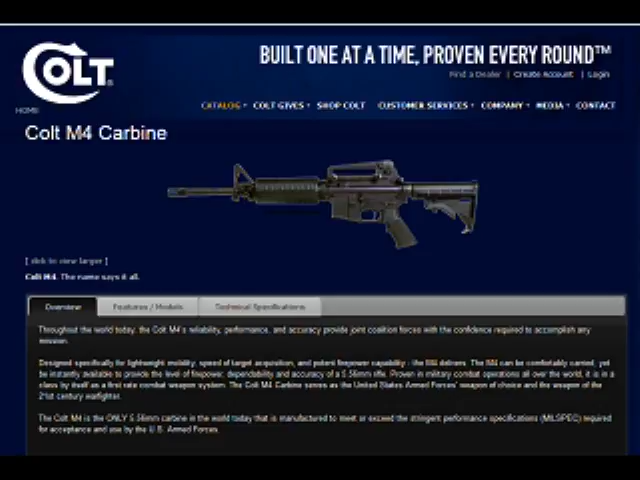 COLT
BUILT ONE AT A TIME, PROVEN EVERY ROUND™
Find a Dealer | Create Account | Login
HOME
CATALOG COLT GIVES SHOP COLT CUSTOMER SERVICES COMPANY MEDIA CONTACT
Colt M4 Carbine
[ click to view larger ]
Colt M4. The name says it all.
Overview Features / Models Technical Specifications
Throughout the world today, the Colt M4's reliability, performance, and accuracy provide joint coalition forces with the confidence required to accomplish any
mission.
Designed specifically for lightweight mobility, speed of target acquisition, and potent firepower capability - the M4 delivers. The M4 can be comfortably carried, yet
be instantly available to provide the level of firepower, dependability and accuracy of a 5.56mm rifle. Proven in military combat operations all over the world, it is in a
class by itself as a first rate combat weapon system. The Colt M4 Carbine serves as the United States Armed Forces' weapon of choice and the weapon of the
21st century warfighter.
The Colt M4 is the ONLY 5.56mm carbine in the world today that is manufactured to meet or exceed the stringent performance specifications (MILSPEC) required
for acceptance and use by the U.S. Armed Forces.